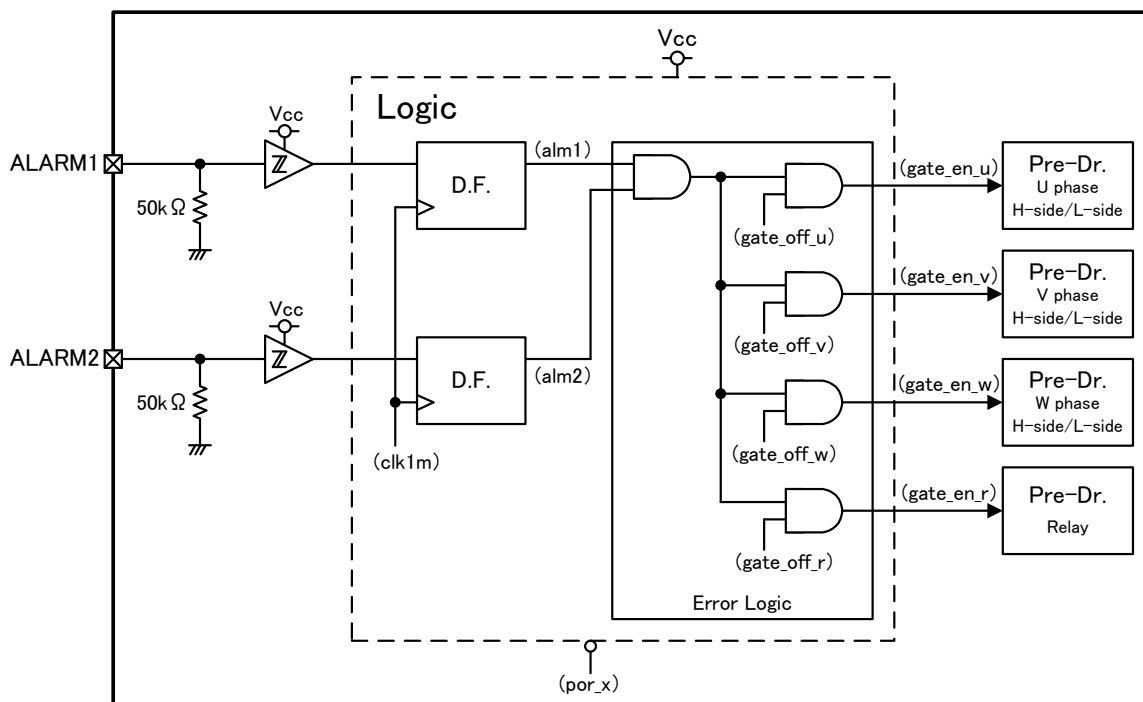 Vcc
Logic
Vcc
ALARM1
50kΩ
D.F.
(alm1)
(gate_off_u)
(gate_en_u)
Pre-Dr.
U phase
H-side/L-side
(gate_off_v)
(gate_en_v)
Pre-Dr.
V phase
H-side/L-side
Vcc
ALARM2
50kΩ
D.F.
(alm2)
(clk1m)
(gate_off_w)
(gate_en_w)
Pre-Dr.
W phase
H-side/L-side
(gate_off_r)
(gate_en_r)
Pre-Dr.
Relay
Error Logic
(por_x)